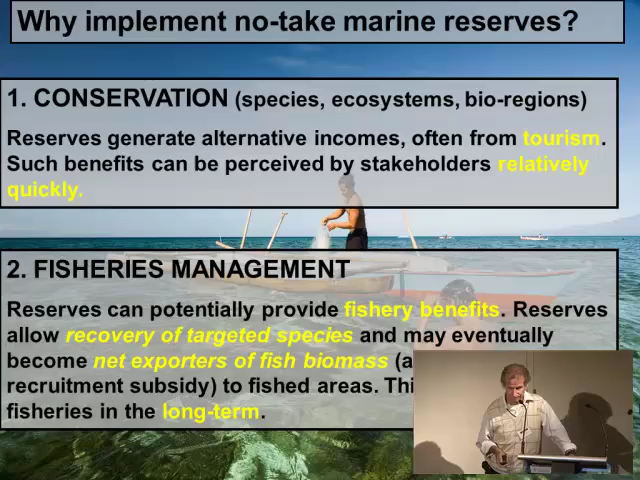 Why implement no-take marine reserves?
1. CONSERVATION (species, ecosystems, bio-regions)
Reserves generate alternative incomes, often from tourism.
Such benefits can be perceived by stakeholders relatively
quickly.
2. FISHERIES MANAGEMENT
Reserves can potentially provide fishery benefits. Reserves
allow recovery of targeted species and may eventually
become net exporters of fish biomass (a
recruitment subsidy) to fished areas.
fisheries in the long-term.